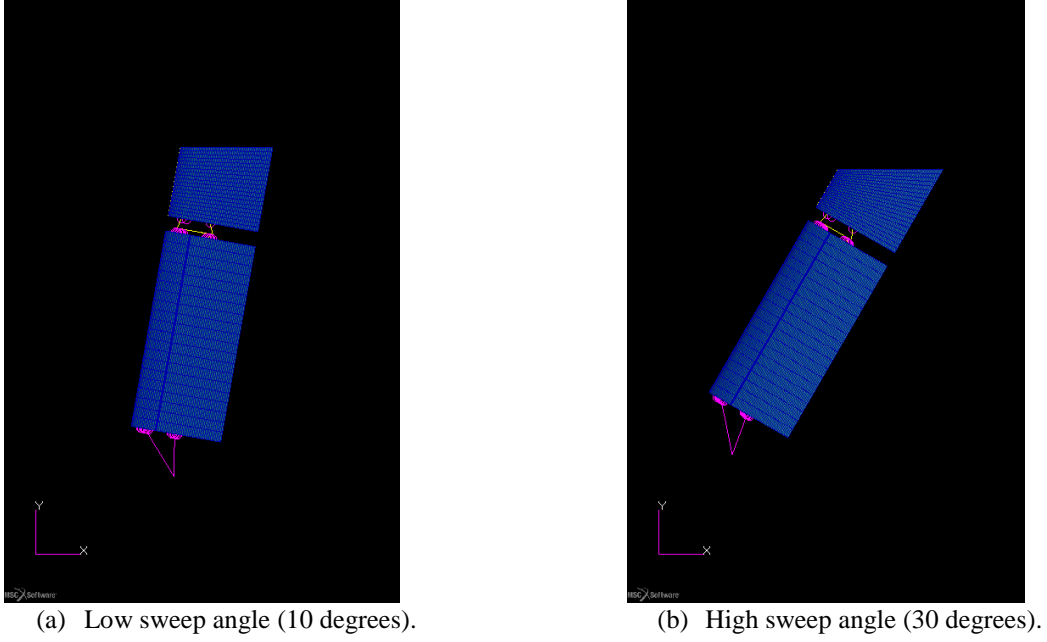 Y
X
MSC Software
Y
X
MSC Software
(a) Low sweep angle (10 degrees).
(b) High sweep angle (30 degrees).